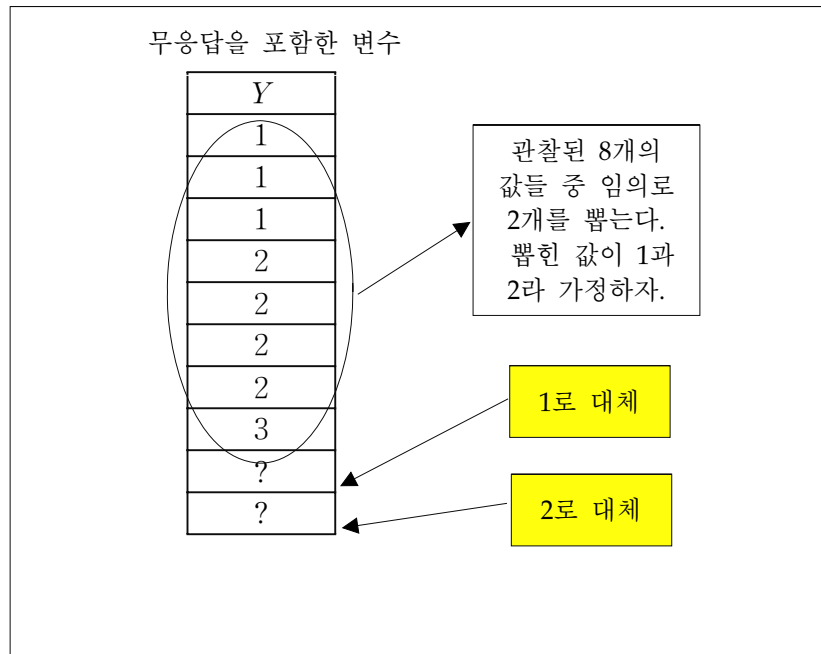 무응답을 포함한 변수
Y
1
1
1
2
2
2
2
3
?
?
관찰된 8개의
값들 중 임의로
2개를 뽑는다.
뽑힌 값이 1과
2라 가정하자.
1로 대체
2로 대체